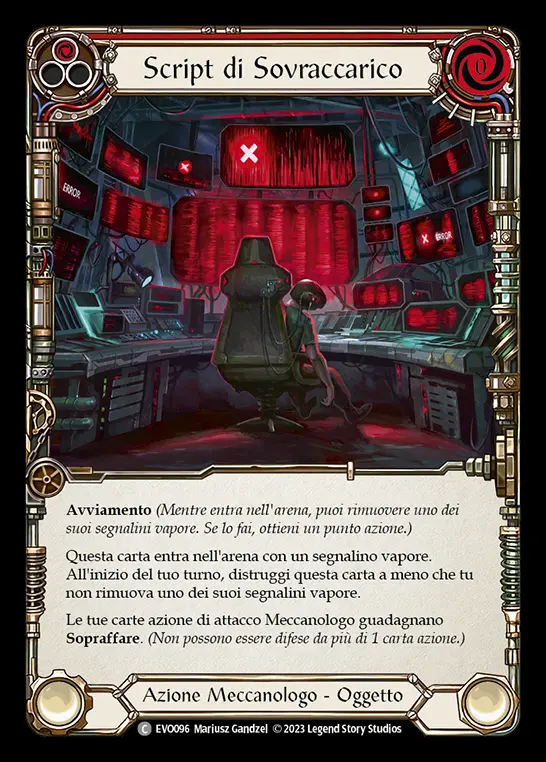 Script di Sovraccarico
0
ERROR
ERROR
Avviamento (Mentre entra nell'arena, puoi rimuovere uno dei
suoi segnalini vapore. Se lo fai, ottieni un punto azione.)
Questa carta entra nell'arena con un segnalino vapore.
All'inizio del tuo turno, distruggi questa carta a meno che tu
non rimuova uno dei suoi segnalini vapore.
Le tue carte azione di attacco Meccanologo guadagnano
Sopraffare. (Non possono essere difese da più di 1 carta azione.)
Azione Meccanologo - Oggetto
C EVO096 Mariusz Gandzel © 2023 Legend Story Studios